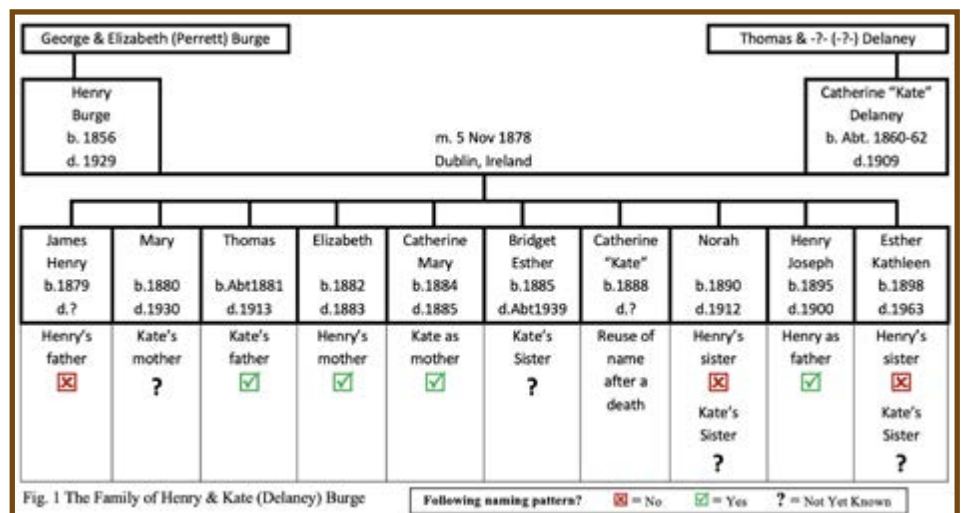 George & Elizabeth (Perrett) Burge
Thomas & -?- (-?-) Delaney
Henry
Burge
b. 1856
d. 1929
m. 5 Nov 1878
Dublin, Ireland
Catherine “Kate”
Delaney
b. Abt. 1860-62
d.1909
James
Henry
b.1879
d.?
Mary
b.1880
d.1930
Thomas
b.Abt1881
d.1913
Elizabeth
b.1882
d.1883
Catherine
Mary
b.1884
d.1885
Bridget
Esther
b.1885
d.Abt1939
Catherine
“Kate”
b.1888
d.?
Norah
b.1890
d.1912
Henry
Joseph
b.1895
d.1900
Esther
Kathleen
b.1898
d.1963
Henry’s
father
Kate’s
mother
?
Kate’s
father
Henry’s
mother
Kate as
mother
Kate’s
Sister
?
Reuse of
name
after a
death
Henry’s
sister
Kate’s
Sister
?
Henry as
father
Henry’s
sister
Kate’s
Sister
?
Fig. 1 The Family of Henry & Kate (Delaney) Burge
Following naming pattern? ☒ = No ☑ = Yes ? = Not Yet Known